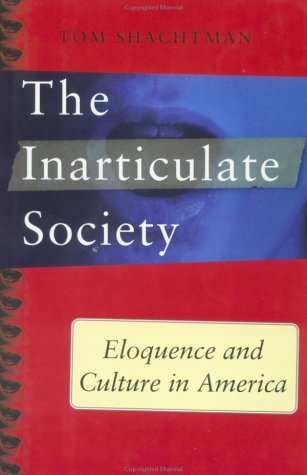 TOM SHACHTMAN
The
Inarticulate
Society
Eloquence and
Culture in America